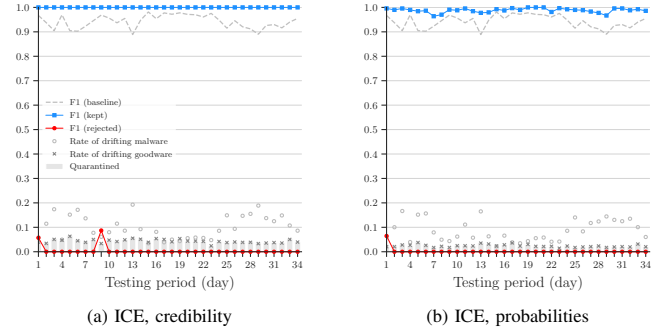 1.0
0.9
0.8
0.7
0.6
0.5
0.4
0.3
0.2
0.1
0.0
F1 (baseline)
F1 (kept)
F1 (rejected)
Rate of drifting malware
Rate of drifting goodware
Quarantined
1 4 7 10 13 16 19 22 25 28 31 34
Testing period (day)
(a) ICE, credibility
1.0
0.9
0.8
0.7
0.6
0.5
0.4
0.3
0.2
0.1
0.0
1 4 7 10 13 16 19 22 25 28 31 34
Testing period (day)
(b) ICE, probabilities